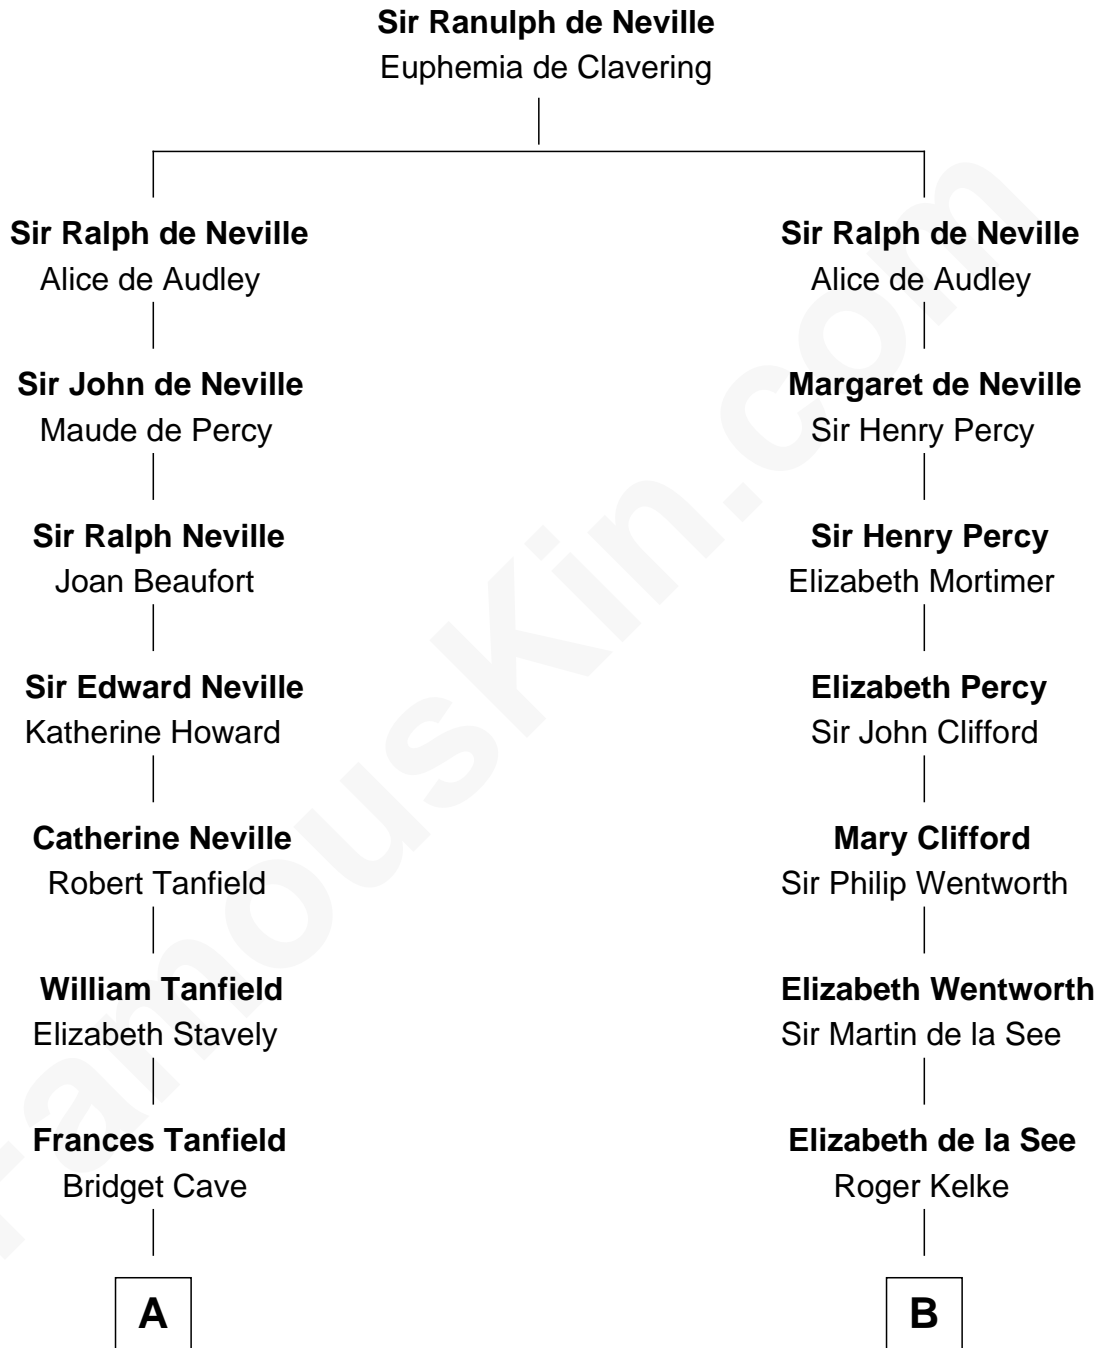 Sir Ranulph de Neville
Euphemia de Clavering
Sir Ralph de Neville
Alice de Audley
Sir Ralph de Neville
Alice de Audley
Sir John de Neville
Maude de Percy
Margaret de Neville
Sir Henry Percy
Sir Ralph Neville
Joan Beaufort
Sir Henry Percy
Elizabeth Mortimer
Sir Edward Neville
Katherine Howard
Elizabeth Percy
Sir John Clifford
Catherine Neville
Robert Tanfield
Mary Clifford
Sir Philip Wentworth
William Tanfield
Elizabeth Stavely
Elizabeth Wentworth
Sir Martin de la See
Frances Tanfield
Bridget Cave
Elizabeth de la See
Roger Kelke
A
B
FamousKin.com